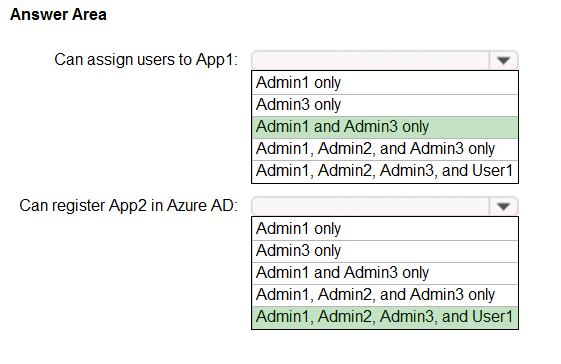 Answer Area
Can assign users to App1:
Admin1 only
Admin3 only
Admin1 and Admin3 only
Admin1, Admin2, and Admin3 only
Admin1, Admin2, Admin3, and User1
Can register App2 in Azure AD:
Admin1 only
Admin3 only
Admin1 and Admin3 only
Admin1, Admin2, and Admin3 only
Admin1, Admin2, Admin3, and User1